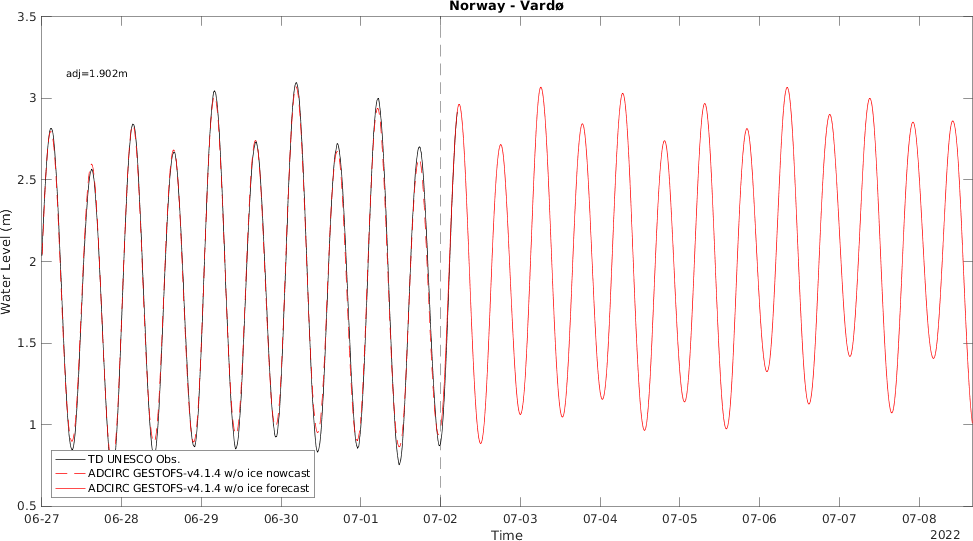 Norway - Vardø
3.5
adj=1.902m
3
2.5
2
1.5
1
0.5
Water Level (m)
TD UNESCO Obs.
ADCIRC GESTOFS-v4.1.4 w/o ice nowcast
ADCIRC GESTOFS-v4.1.4 w/o ice forecast
06-27 06-28 06-29 06-30 07-01 07-02 07-03 07-04 07-05 07-06 07-07 07-08
Time
2022